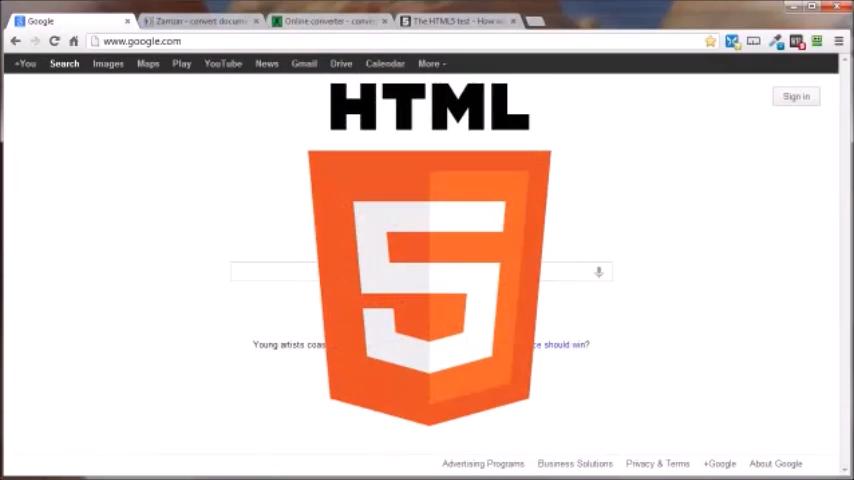 Google
Zamzar - convert docum
Online converter - conver
The HTML5 test - How w
www.google.com
+You Search Images Maps Play YouTube News Gmail Drive Calendar More
HTML
Sign in
5
Young artists coas
ce should win?
Advertising Programs Business Solutions Privacy & Terms +Google About Google